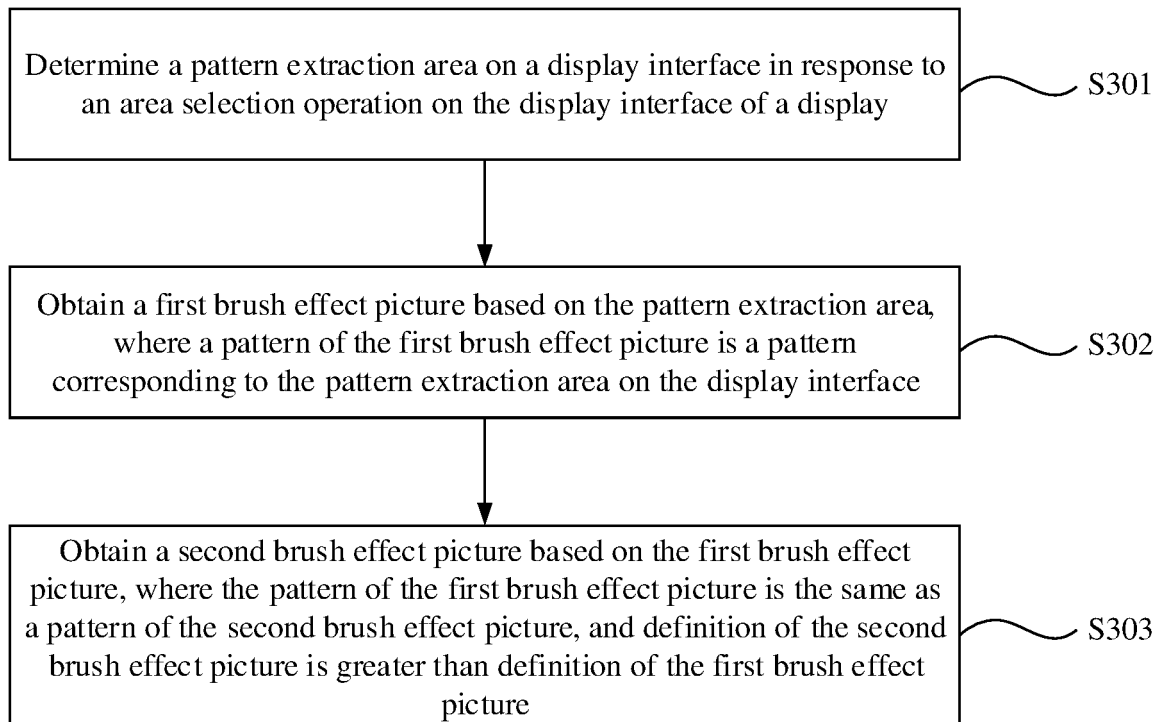 Determine a pattern extraction area on a display interface in response to
an area selection operation on the display interface of a display
S301
Obtain a first brush effect picture based on the pattern extraction area,
where a pattern of the first brush effect picture is a pattern
corresponding to the pattern extraction area on the display interface
S302
Obtain a second brush effect picture based on the first brush effect
picture, where the pattern of the first brush effect picture is the same as
a pattern of the second brush effect picture, and definition of the second
brush effect picture is greater than definition of the first brush effect
picture
S303